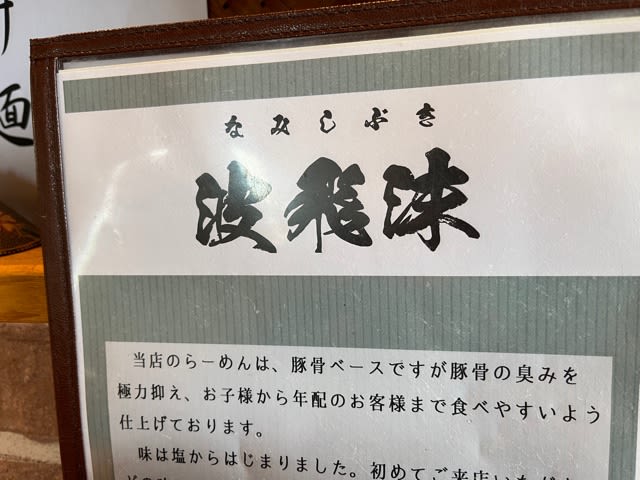 なみしぶき
波飛沫
当店のらーめんは、豚骨ベースですが豚骨の臭みを
極力抑え、お子様から年配のお客様まで食べやすいよう
仕上げております。
味は塩からはじまりました。初めてご来店いただ
麺